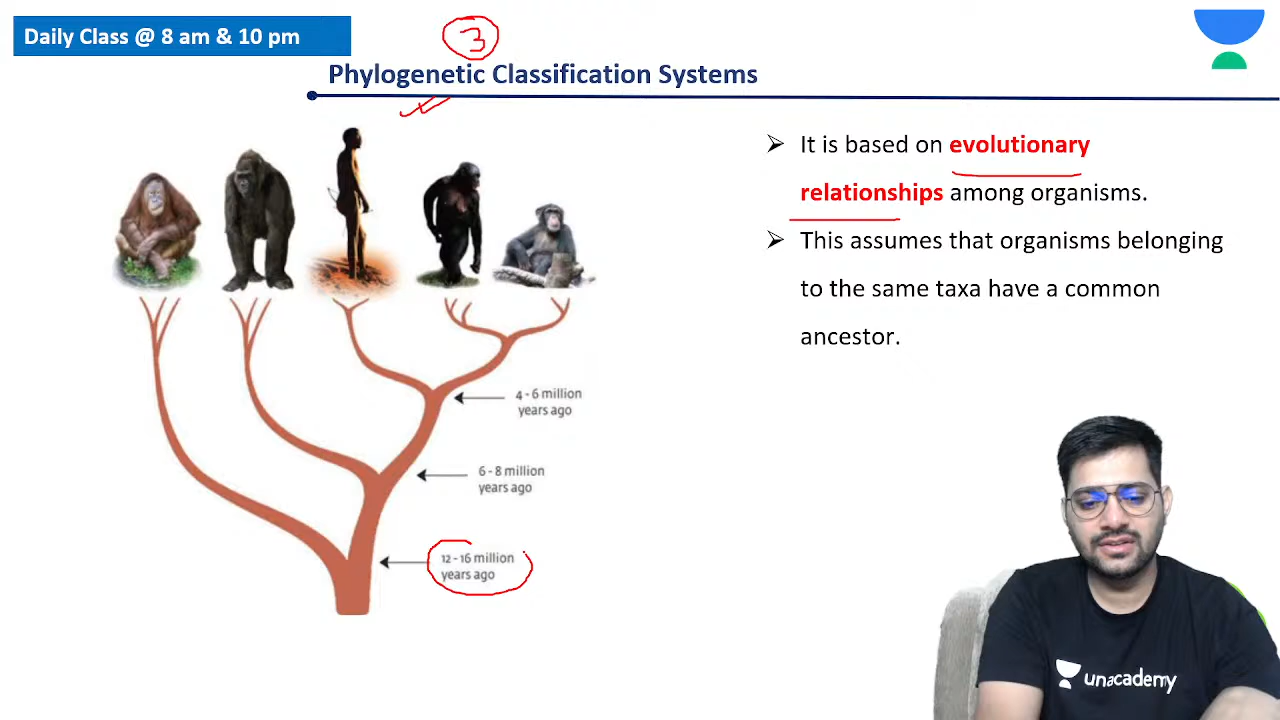 Daily Class @ 8 am & 10 pm
3
Phylogenetic Classification Systems
➢ It is based on evolutionary
relationships among organisms.
➢ This assumes that organisms belonging
to the same taxa have a common
ancestor.
4 - 6 million
years ago
6 - 8 million
years ago
12 - 16 million
years ago
unacademy